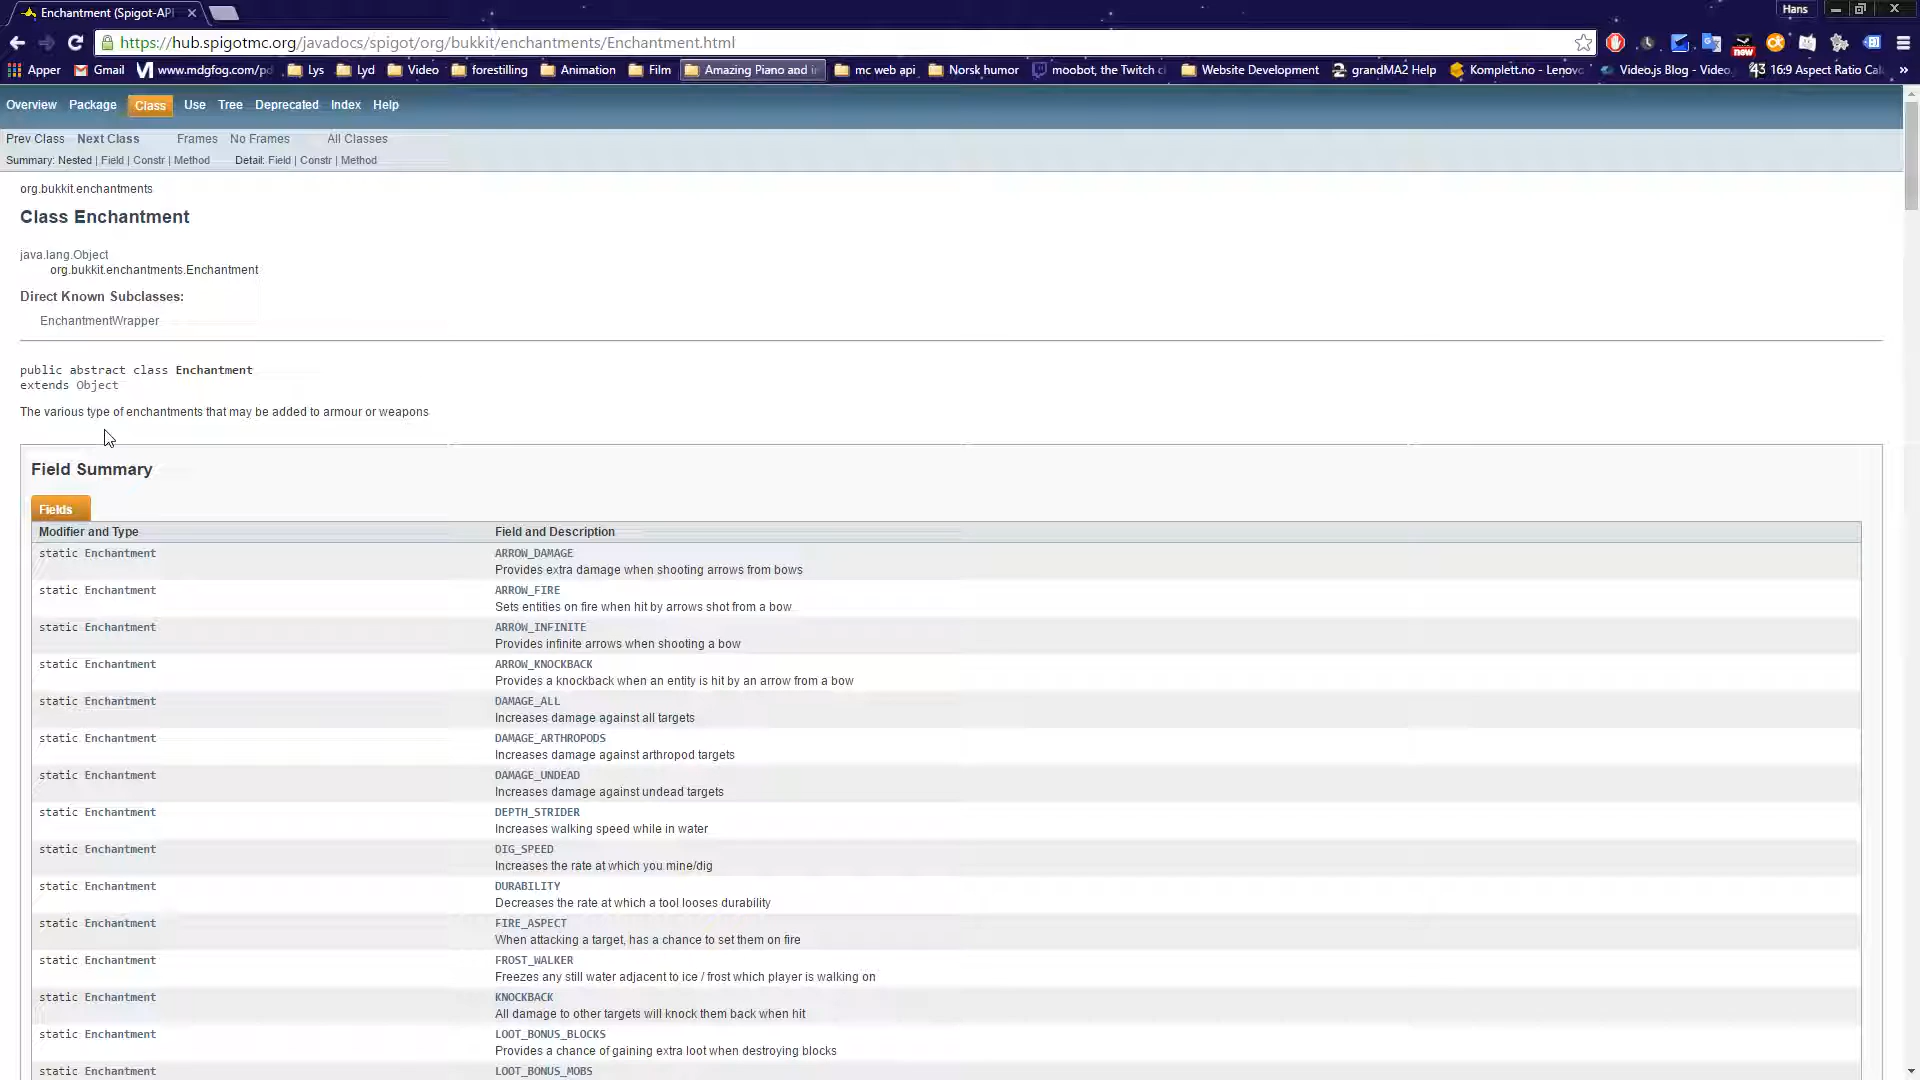 Enchantment (Spigot-API
Hans
https://hub.spigotmc.org/javadocs/spigot/org/bukkit/enchantments/Enchantment.html
Apper Gmail www.mdgfog.com/pd Lys Lyd Video forestilling Animation Film Amazing Piano and i mc web api Norsk humor moobot, the Twitch c Website Development grandMA2 Help Komplett.no - Lenovo Video.js Blog - Video. 16:9 Aspect Ratio Cal »
Overview Package Class Use Tree Deprecated Index Help
Prev Class Next Class Frames No Frames All Classes
Summary: Nested | Field | Constr | Method Detail: Field | Constr | Method
org.bukkit.enchantments
Class Enchantment
java.lang.Object
org.bukkit.enchantments.Enchantment
Direct Known Subclasses:
EnchantmentWrapper
public abstract class Enchantment
extends Object
The various type of enchantments that may be added to armour or weapons
Field Summary
Fields
Modifier and Type Field and Description
static Enchantment ARROW_DAMAGE
Provides extra damage when shooting arrows from bows
static Enchantment ARROW_FIRE
Sets entities on fire when hit by arrows shot from a bow
static Enchantment ARROW_INFINITE
Provides infinite arrows when shooting a bow
static Enchantment ARROW_KNOCKBACK
Provides a knockback when an entity is hit by an arrow from a bow
static Enchantment DAMAGE_ALL
Increases damage against all targets
static Enchantment DAMAGE_ARTHROPODS
Increases damage against arthropod targets
static Enchantment DAMAGE_UNDEAD
Increases damage against undead targets
static Enchantment DEPTH_STRIDER
Increases walking speed while in water
static Enchantment DIG_SPEED
Increases the rate at which you mine/dig
static Enchantment DURABILITY
Decreases the rate at which a tool looses durability
static Enchantment FIRE_ASPECT
When attacking a target, has a chance to set them on fire
static Enchantment FROST_WALKER
Freezes any still water adjacent to ice / frost which player is walking on
static Enchantment KNOCKBACK
All damage to other targets will knock them back when hit
static Enchantment LOOT_BONUS_BLOCKS
Provides a chance of gaining extra loot when destroying blocks
static Enchantment LOOT_BONUS_MOBS